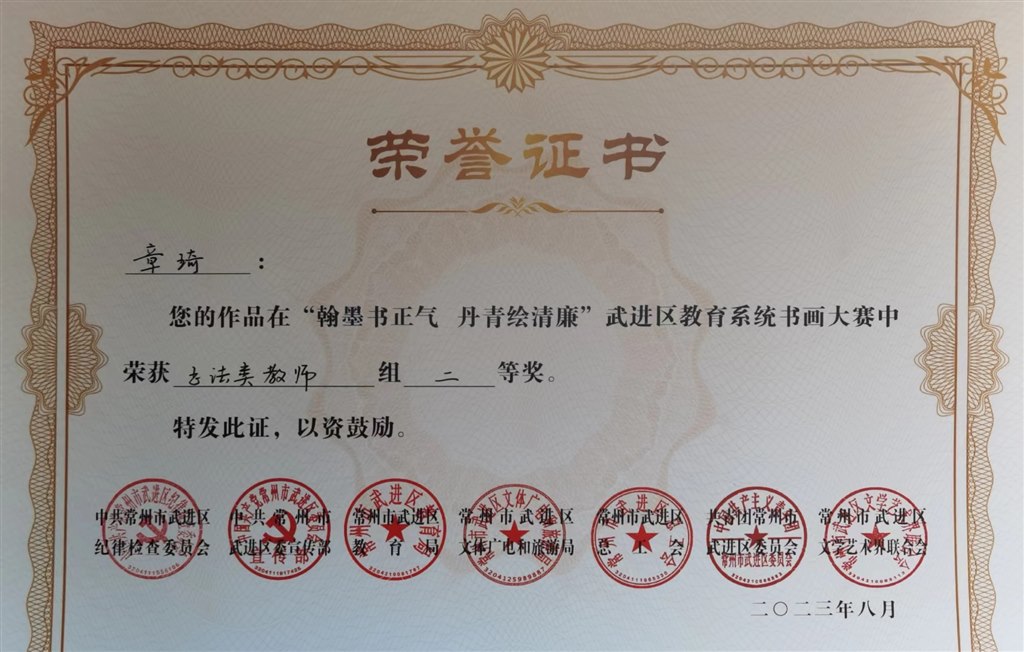 荣誉证书
章琦:
您的作品在“翰墨书正气 丹青绘清廉”武进区教育系统书画大赛中
荣获书法类教师组二等奖。
特发此证，以资鼓励。
中共常州市武进区 中共常州市 常州市武进区 常州市武进区 常州市武进区 共青团常州市 常州市武进区
纪律检查委员会 武进区委宣传部 教育局 文体广电和旅游局 总工会 武进区委员会 文学艺术界联合会
二〇二三年八月